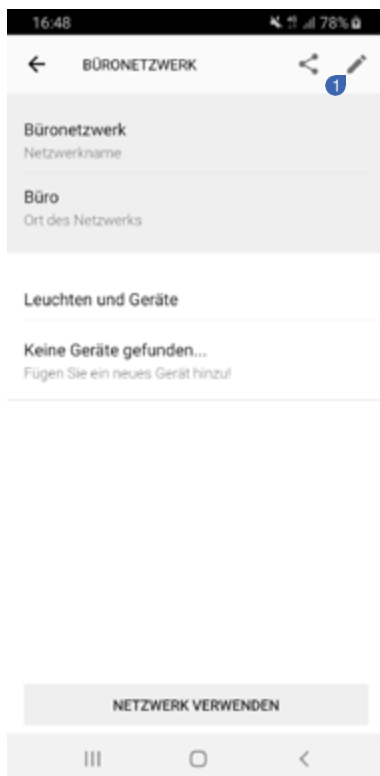 16:48
78%
BÜRONETZWERK
1
Büronetzwerk
Netzwerkname
Büro
Ort des Netzwerks
Leuchten und Geräte
Keine Geräte gefunden...
Fügen Sie ein neues Gerät hinzu!
NETZWERK VERWENDEN